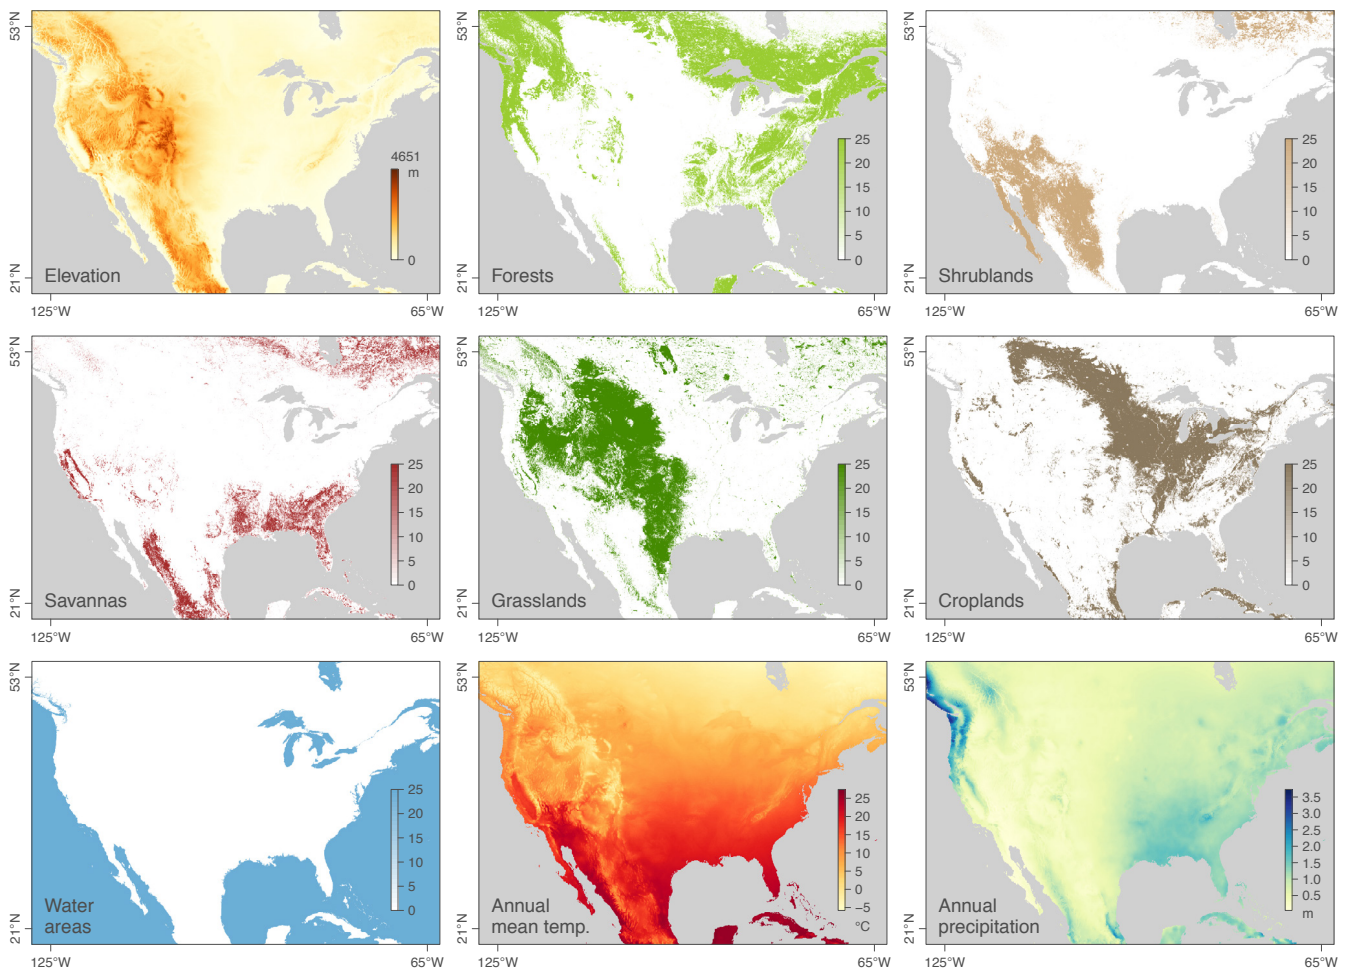 53°N
4651
m
0
Elevation
21°N
125°W
65°W
53°N
25
20
15
10
5
0
Forests
21°N
125°W
65°W
53°N
25
20
15
10
5
0
Shrublands
21°N
125°W
65°W
53°N
25
20
15
10
5
0
Savannas
21°N
125°W
65°W
53°N
25
20
15
10
5
0
Grasslands
21°N
125°W
65°W
53°N
25
20
15
10
5
0
Croplands
21°N
125°W
65°W
53°N
25
20
15
10
5
0
Water
areas
21°N
125°W
65°W
53°N
25
20
15
10
5
0
−5
°C
Annual
mean temp.
21°N
125°W
65°W
53°N
3.5
3.0
2.5
2.0
1.5
1.0
0.5
m
Annual
precipitation
21°N
125°W
65°W